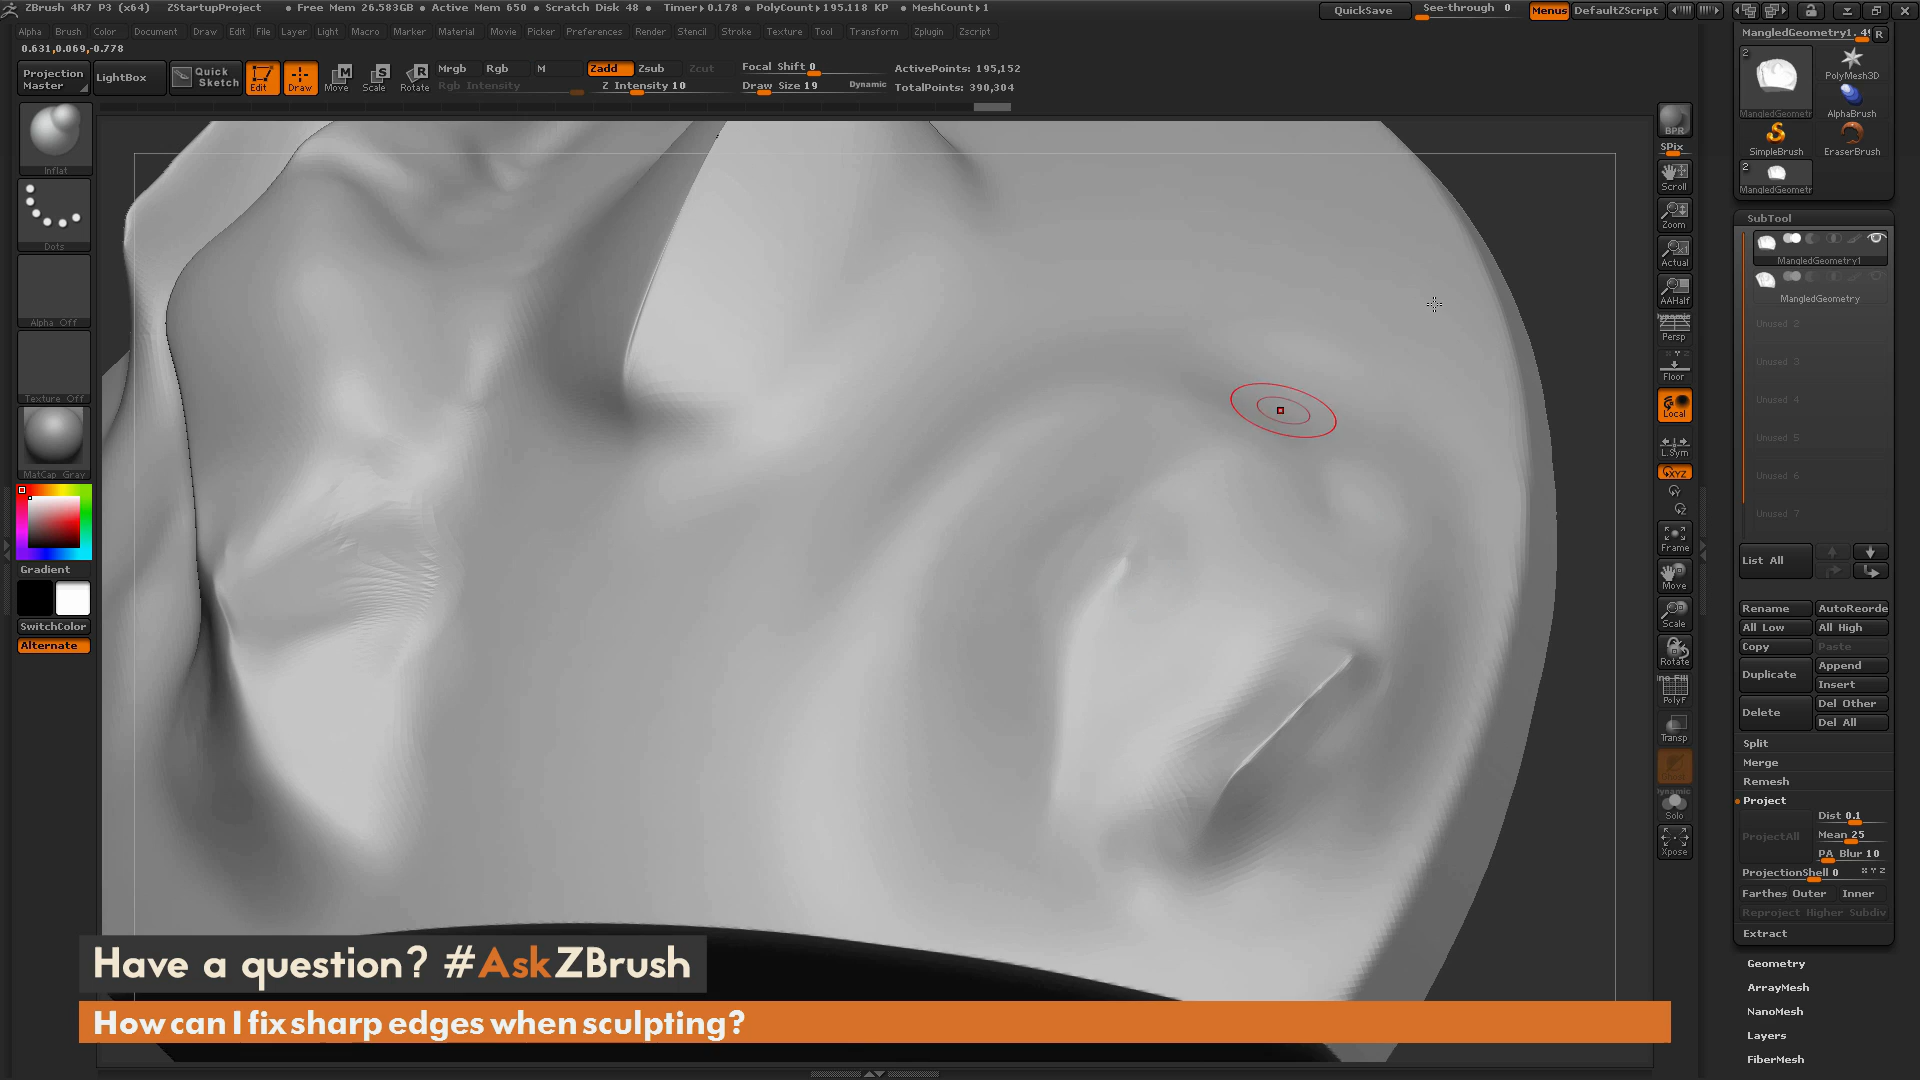 ZBrush 4R7 P3 (x64) ZStartupProject • Free Mem 26.583GB • Active Mem 650 • Scratch Disk 48 • Timer▸0.178 • PolyCount▸195.118 KP • MeshCount▸1 QuickSave See-through 0 Menus DefaultZScript
Alpha Brush Color Document Draw Edit File Layer Light Macro Marker Material Movie Picker Preferences Render Stencil Stroke Texture Tool Transform Zplugin Zscript
0.631,0.069,-0.778
Projection Master
LightBox
Quick Sketch
Edit
Draw
Move
Scale
Rotate
Mrgb Rgb M
Rgb Intensity
Zadd Zsub Zcut
Z Intensity 10
Focal Shift 0
Draw Size 19 Dynamic
ActivePoints: 195,152
TotalPoints: 390,304
Inflat
Dots
Alpha Off
Texture Off
MatCap Gray
Gradient
SwitchColor
Alternate
BPR
SPix
Scroll
Zoom
Actual
AAHalf
Dynamic
Persp
Floor
Local
L.Sym
XYZ
Frame
Move
Scale
Rotate
PolyF
Transp
Ghost
Dynamic
Solo
Xpose
MangledGeometry1. 49 R
2
MangledGeometr
PolyMesh3D
AlphaBrush
SimpleBrush
EraserBrush
2
MangledGeometr
SubTool
MangledGeometry1
MangledGeometry
Unused 2
Unused 3
Unused 4
Unused 5
Unused 6
Unused 7
List All
Rename AutoReorde
All Low All High
Copy Paste
Duplicate Append
Insert
Delete Del Other
Del All
Split
Merge
Remesh
Project
ProjectAll
Dist 0.1
Mean 25
PA Blur 10
ProjectionShell 0 X Y Z
Farthes Outer Inner
Reproject Higher Subdiv
Extract
Geometry
ArrayMesh
NanoMesh
Layers
FiberMesh
Have a question? #AskZBrush
How can I fix sharp edges when sculpting?